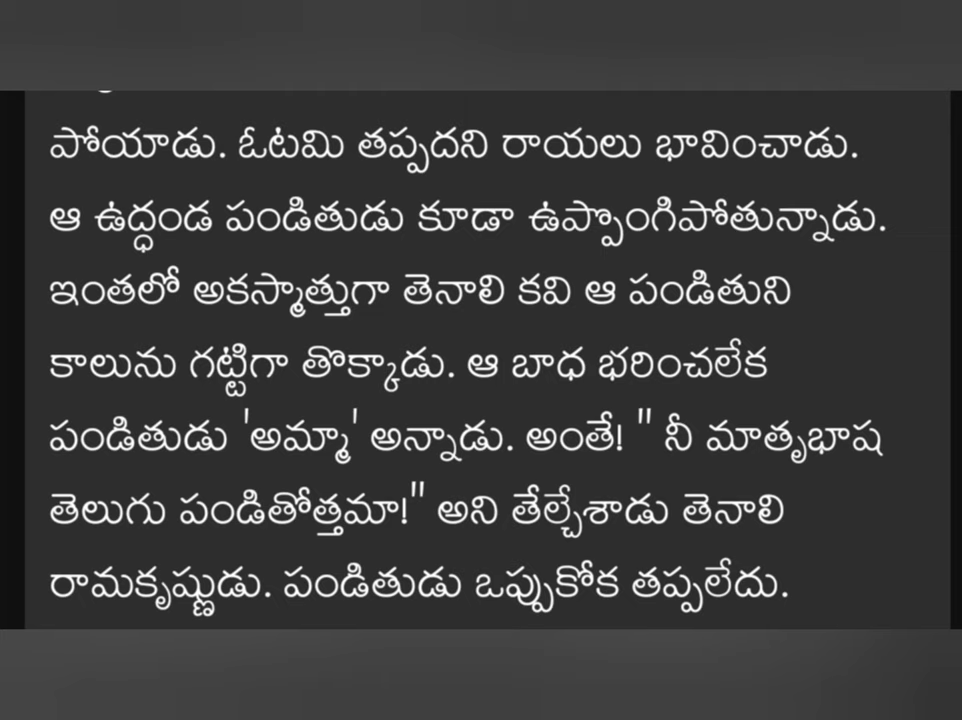 పోయాడు. ఓటమి తప్పదని రాయలు భావించాడు.
ఆ ఉద్ధండ పండితుడు కూడా ఉప్పొంగిపోతున్నాడు.
ఇంతలో అకస్మాత్తుగా తెనాలి కవి ఆ పండితుని
కాలును గట్టిగా తొక్కాడు. ఆ బాధ భరించలేక
పండితుడు 'అమ్మా' అన్నాడు. అంతే! " నీ మాతృభాష
తెలుగు పండితోత్తమా!" అని తేల్చేశాడు తెనాలి
రామకృష్ణుడు. పండితుడు ఒప్పుకోక తప్పలేదు.